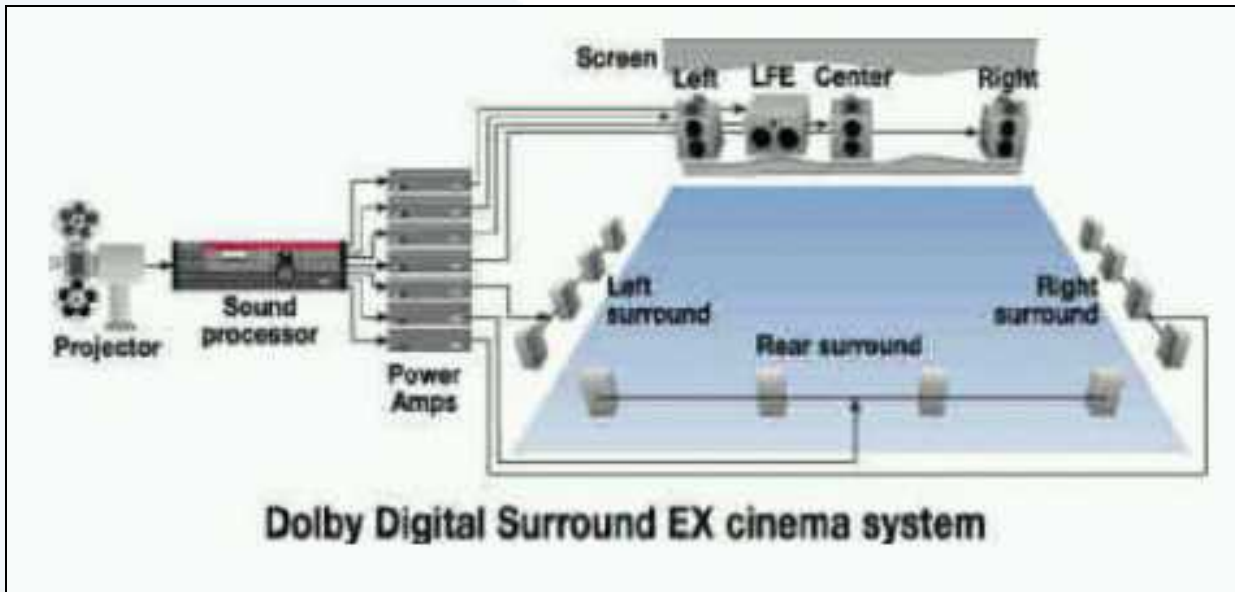 Screen
Left LFE Center Right
Projector
Sound
processor
Power
Amps
Left
surround
Right
surround
Rear surround
Dolby Digital Surround EX cinema system